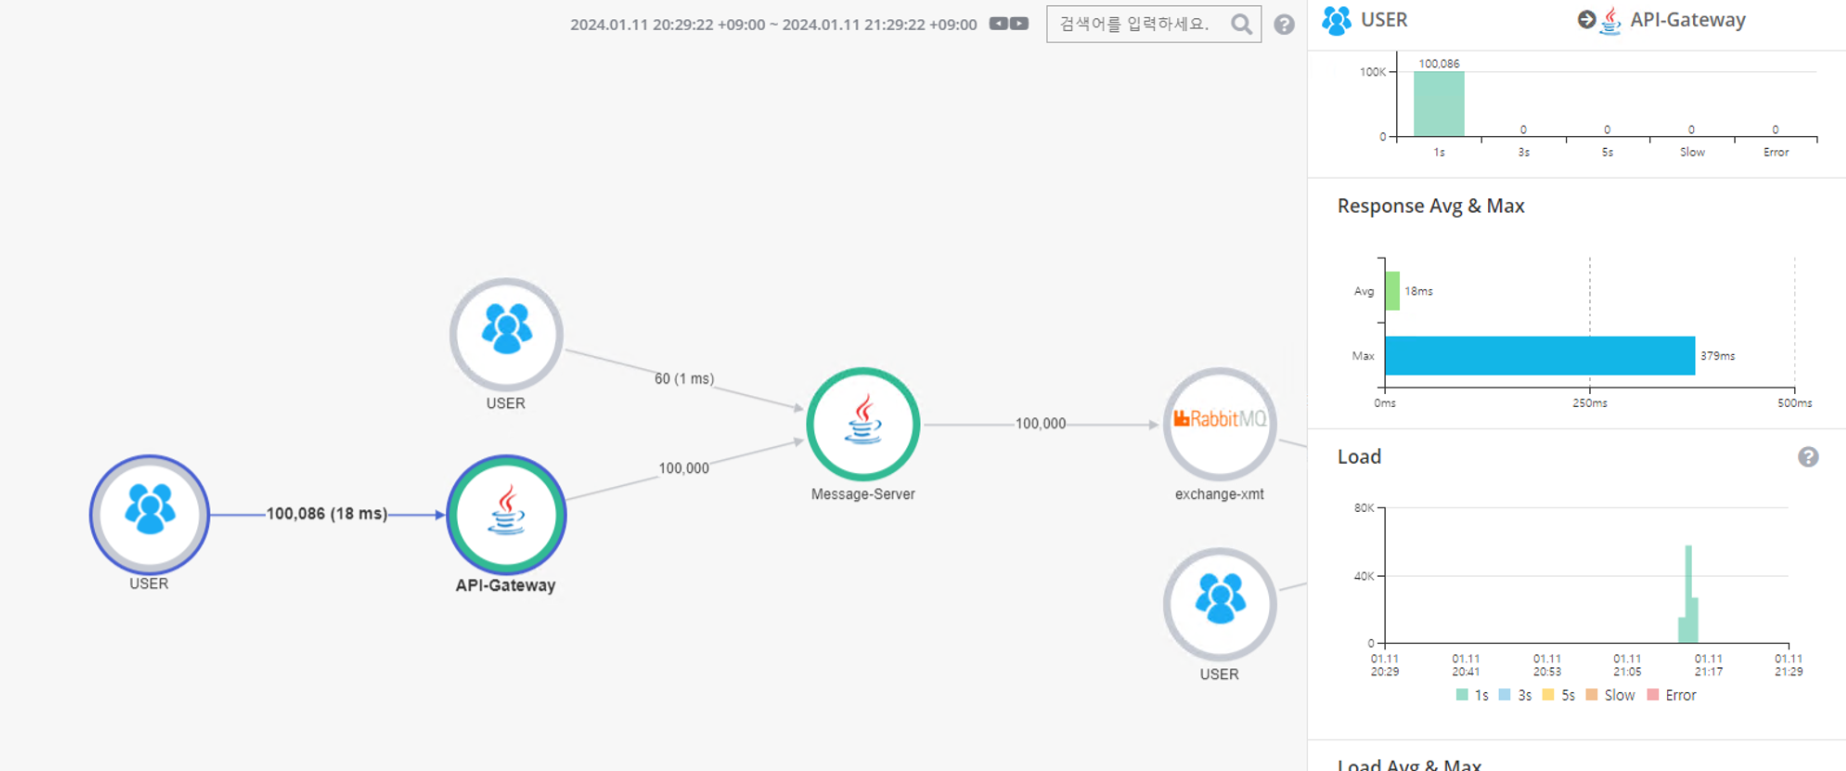 2024.01.11 20:29:22 +09:00 ~ 2024.01.11 21:29:22 +09:00
검색어를 입력하세요.
USER
60 (1 ms)
100,000
Message-Server
100,000
RabbitMQ
exchange-xmt
USER
100,086 (18 ms)
API-Gateway
USER
USER
API-Gateway
100K
100,086
0
0
0
0
0
1s
3s
5s
Slow
Error
Response Avg & Max
Avg
18ms
Max
379ms
0ms
250ms
500ms
Load
80K
40K
0
01.11
20:29
01.11
20:41
01.11
20:53
01.11
21:05
01.11
21:17
01.11
21:29
1s
3s
5s
Slow
Error
Load Avg & Max